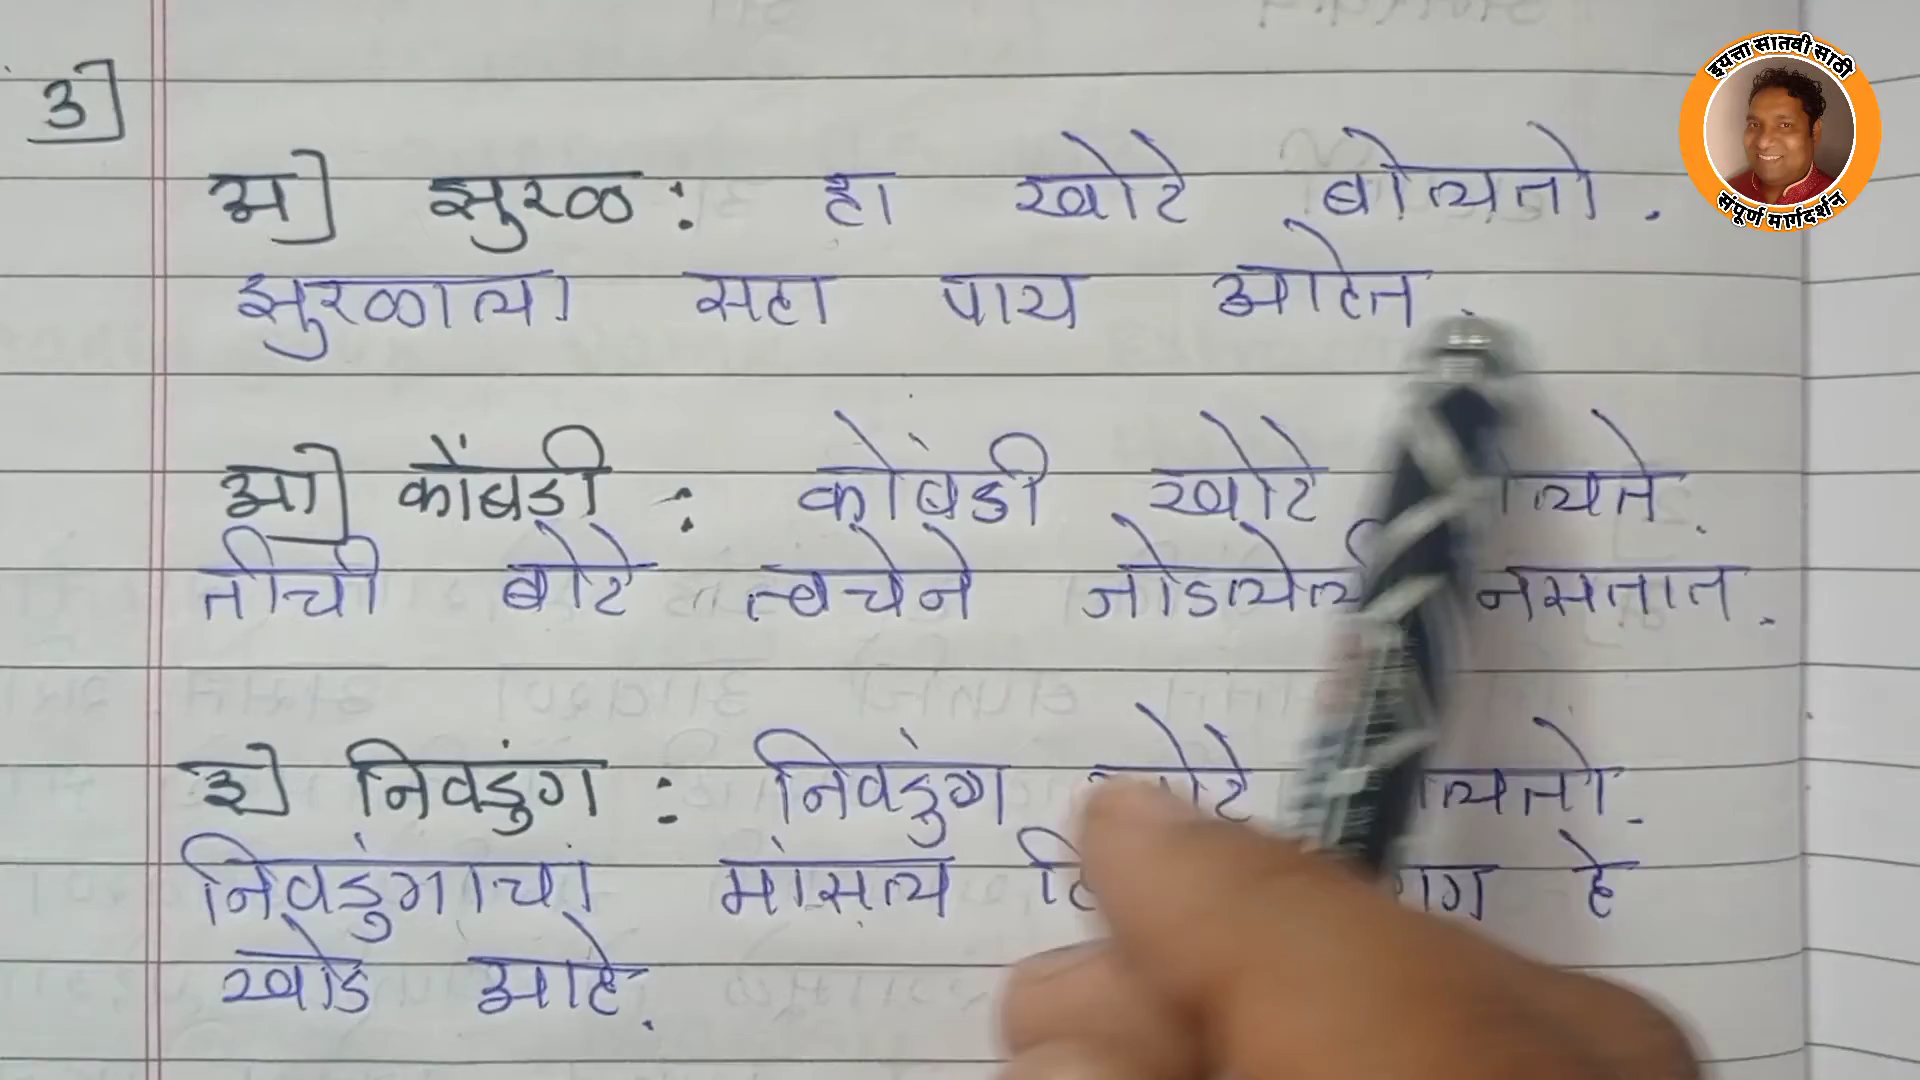 इयत्ता सातवी साठी
संपूर्ण मार्गदर्शन
3]
अ] झुरळ : हा खोटे बोलतो.
झुरळाला सहा पाय आहेत.
आ] कोंबडी : कोंबडी खोटे
तीची बोटे त्वचेने जोडलेली नसतात.
इ] निवडुंग : निवडुंग
निवडुंगाचा मांसल हे
खोड आहे.